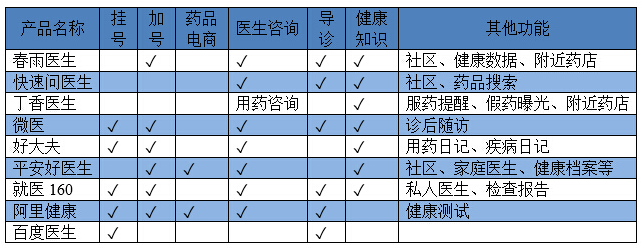 产品名称 挂号 加号 药品电商 医生咨询 导诊 健康知识 其他功能
春雨医生 ✓ ✓ ✓ ✓ 社区、健康数据、附近药店
快速问医生 ✓ ✓ ✓ 社区、药品搜索
丁香医生 用药咨询 ✓ 服药提醒、假药曝光、附近药店
微医 ✓ ✓ ✓ ✓ ✓ 诊后随访
好大夫 ✓ ✓ ✓ ✓ 用药日记、疾病日记
平安好医生 ✓ ✓ ✓ ✓ 社区、家庭医生、健康档案等
就医 160 ✓ ✓ ✓ ✓ ✓ 私人医生、检查报告
阿里健康 ✓ ✓ ✓ ✓ ✓ 健康测试
百度医生 ✓ ✓